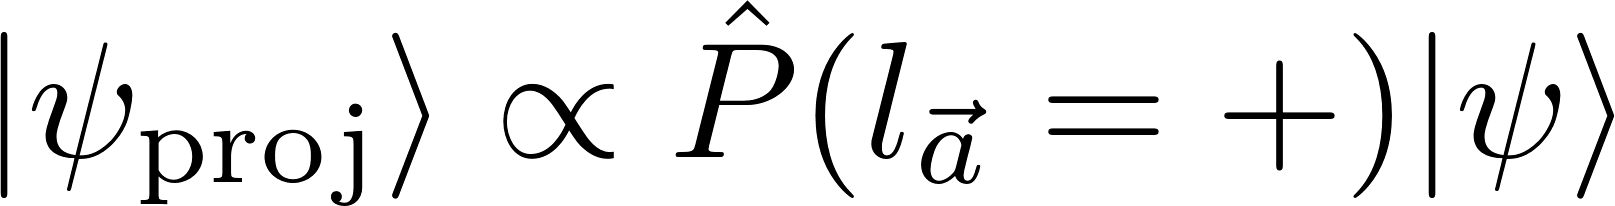 |ψ_proj⟩ ∝ P̂(l_a⃗ = +)|ψ⟩